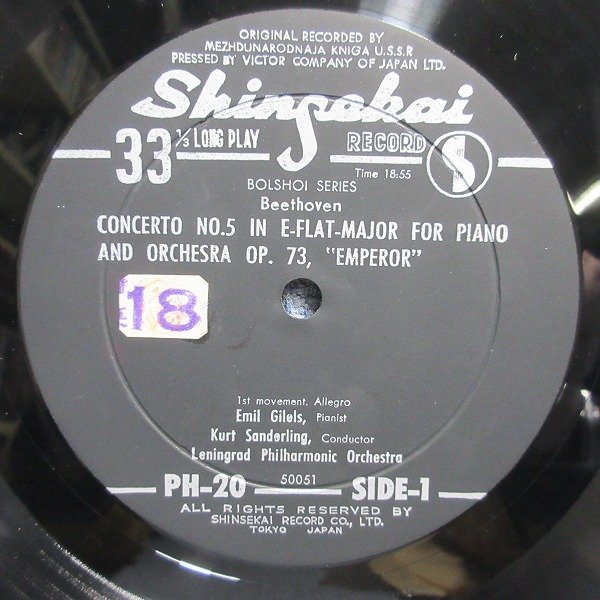 ORIGINAL RECORDED BY
MEZHDUNARODNAJA KNIGA U.S.S.R
PRESSED BY VICTOR COMPANY OF JAPAN LTD.
Shinsekai
33 1/3 LONG PLAY RECORD S
Time 18:55
BOLSHOI SERIES
Beethoven
CONCERTO NO.5 IN E-FLAT-MAJOR FOR PIANO
AND ORCHESRA OP. 73, "EMPEROR"
18
1st movement. Allegro
Emil Gilels, Pianist
Kurt Sanderling, Conductor
Leningrad Philharmonic Orchestra
50051
PH-20 SIDE-1
ALL RIGHTS RESERVED BY
SHINSEKAI RECORD CO., LTD.
TOKYO JAPAN